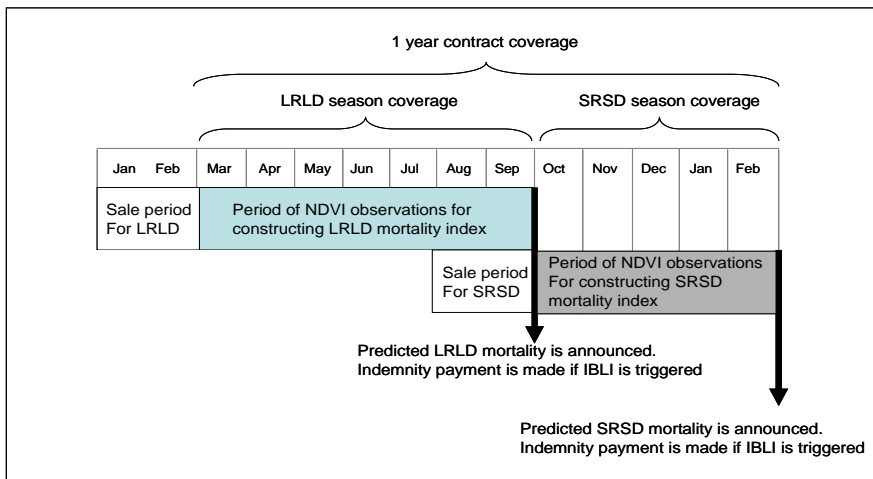 1 year contract coverage
LRLD season coverage
SRSD season coverage
Jan Feb Mar Apr May Jun Jul Aug Sep Oct Nov Dec Jan Feb
Sale period
For LRLD
Period of NDVI observations for
constructing LRLD mortality index
Sale period
For SRSD
Period of NDVI observations
For constructing SRSD
mortality index
Predicted LRLD mortality is announced.
Indemnity payment is made if IBLI is triggered
Predicted SRSD mortality is announced.
Indemnity payment is made if IBLI is triggered